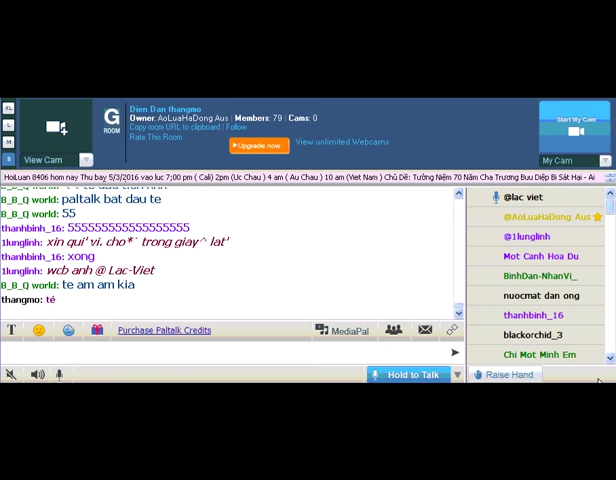 XL
L
M
S
View Cam
G
ROOM
Dien Dan thangmo
Owner: AoLuaHaDong Aus | Members: 79 | Cams: 0
Copy room URL to clipboard | Follow
Rate This Room
Upgrade now
View unlimited Webcams
Start My Cam
My Cam
HoiLuan 8406 hom nay Thu bay 5/3/2016 vao luc 7;00 pm ( Cali) 2pm (Uc Chau ) 4 am ( Au Chau ) 10 am (Viet Nam ) Chủ Đề: Tưởng Niệm 70 Năm Cha Trương Bưu Diệp Bi Sát Hại - Ai
B_B_Q world:
B_B_Q world: paltalk bat dau te
B_B_Q world: 55
thanhbinh_16: 5555555555555555555
1lunglinh: xin qui' vi. cho*` trong giay^ lat'
thanhbinh_16: xong
1lunglinh: wcb anh @ Lac-Viet
B_B_Q world: te am am kia
thangmo: té
@lac viet
@AoLuaHaDong Aus
@1lunglinh
Mot Canh Hoa Du
BinhDan-NhanVi_
nuocmat dan ong
thanhbinh_16
blackorchid_3
Chi Mot Minh Em
T
Purchase Paltalk Credits
MediaPal
Hold to Talk
Raise Hand